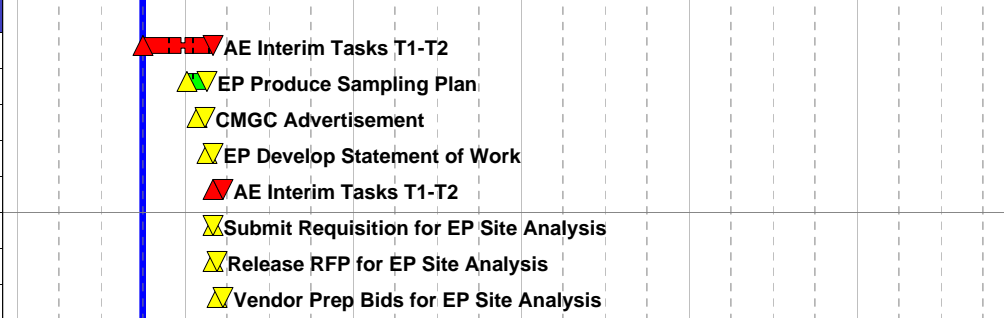 AE Interim Tasks T1-T2
EP Produce Sampling Plan
CMGC Advertisement
EP Develop Statement of Work
AE Interim Tasks T1-T2
Submit Requisition for EP Site Analysis
Release RFP for EP Site Analysis
Vendor Prep Bids for EP Site Analysis